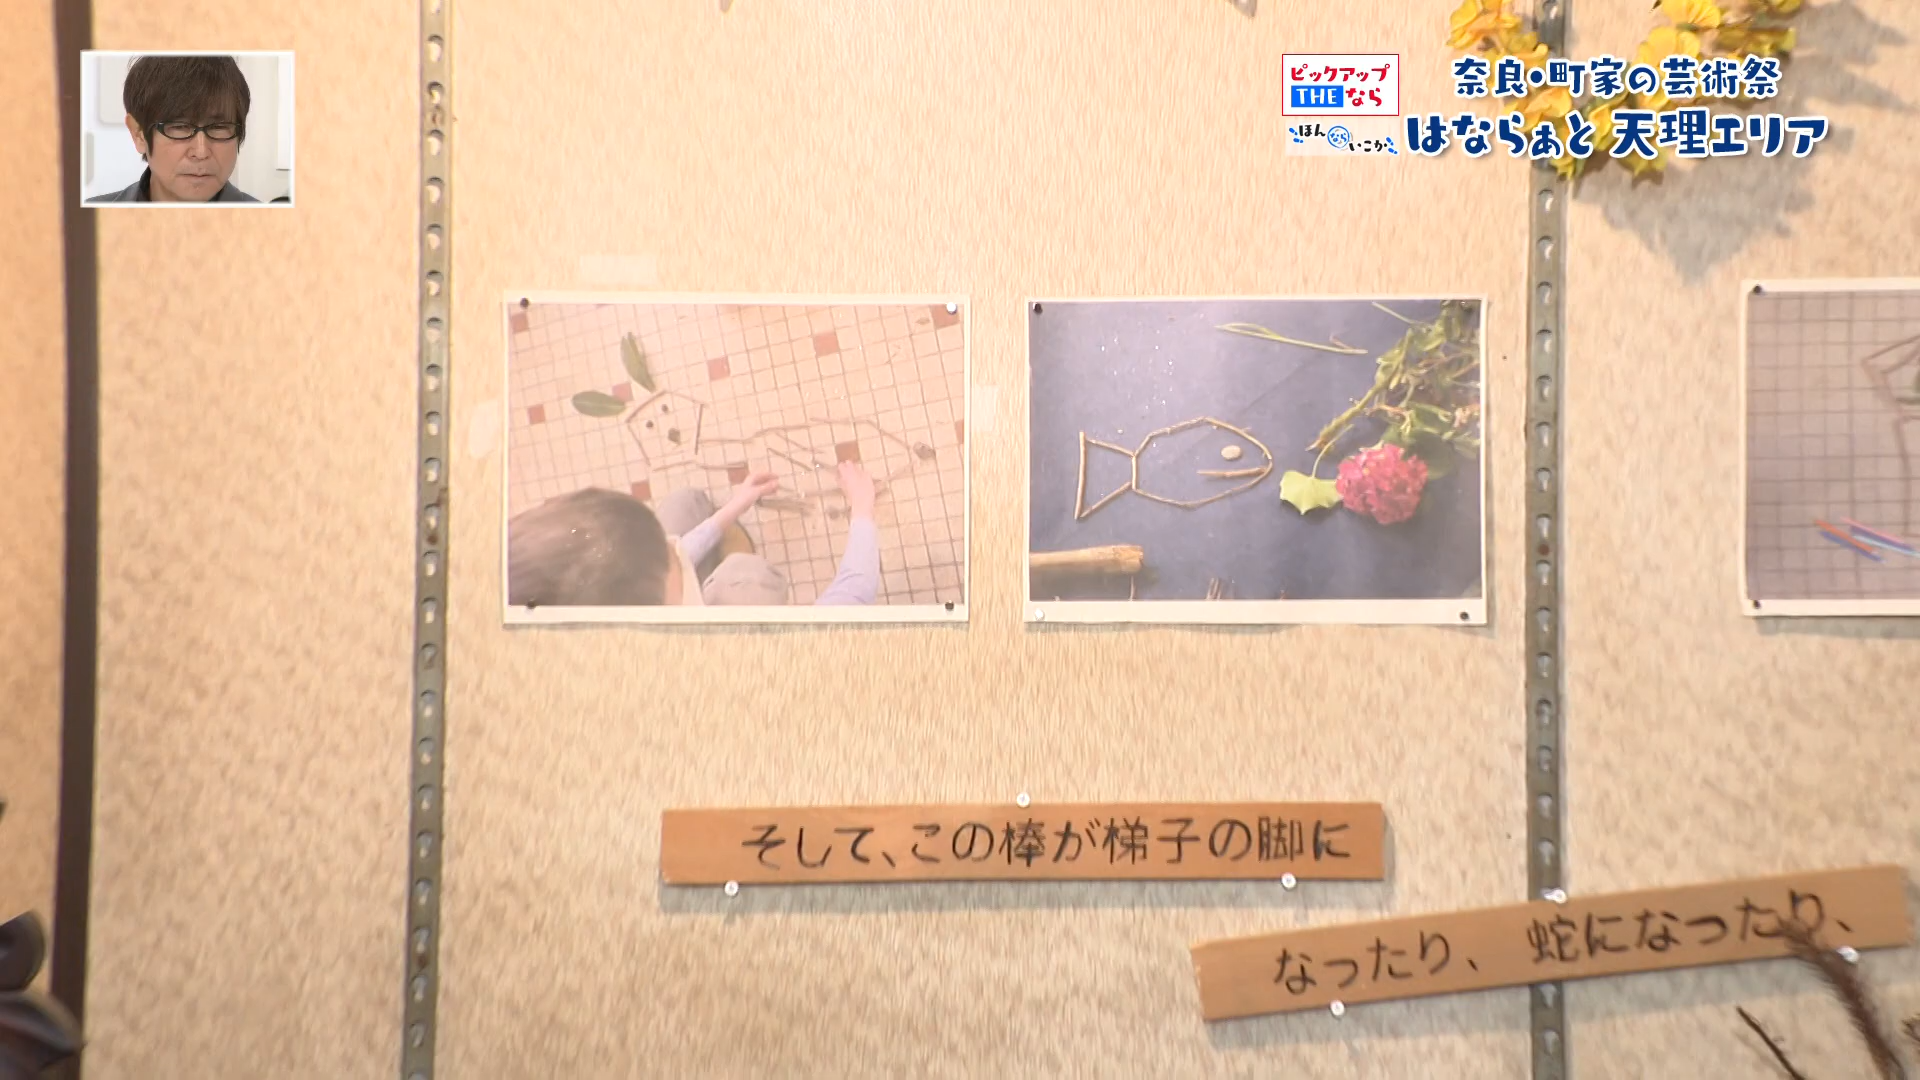 ピックアップ
THEなら
ほんならいこか
奈良・町家の芸術祭
はならぁと 天理エリア
そして、この棒が梯子の脚に
なったり、 蛇になったり、